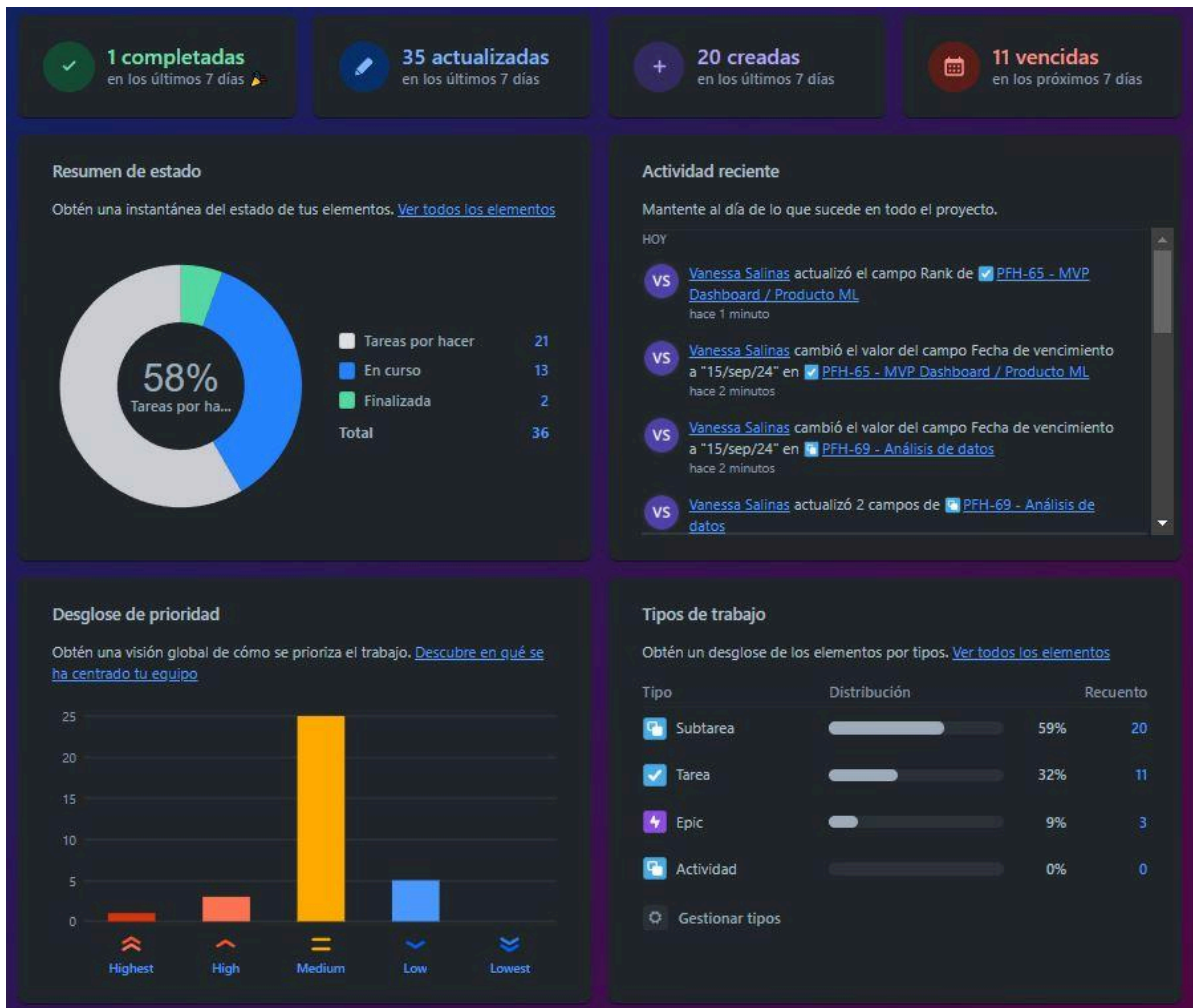 1 completadas
en los últimos 7 días 🎉
35 actualizadas
en los últimos 7 días
20 creadas
en los últimos 7 días
11 vencidas
en los próximos 7 días
Resumen de estado
Obtén una instantánea del estado de tus elementos. Ver todos los elementos
58%
Tareas por ha...
Tareas por hacer 21
En curso 13
Finalizada 2
Total 36
Actividad reciente
Mantente al día de lo que sucede en todo el proyecto.
HOY
VS
Vanessa Salinas actualizó el campo Rank de PFH-65 - MVP
Dashboard / Producto ML
hace 1 minuto
VS
Vanessa Salinas cambió el valor del campo Fecha de vencimiento
a "15/sep/24" en PFH-65 - MVP Dashboard / Producto ML
hace 2 minutos
VS
Vanessa Salinas cambió el valor del campo Fecha de vencimiento
a "15/sep/24" en PFH-69 - Análisis de datos
hace 2 minutos
VS
Vanessa Salinas actualizó 2 campos de PFH-69 - Análisis de
datos
Desglose de prioridad
Obtén una visión global de cómo se prioriza el trabajo. Descubre en qué se
ha centrado tu equipo
25
20
15
10
5
0
Highest High Medium Low Lowest
Tipos de trabajo
Obtén un desglose de los elementos por tipos. Ver todos los elementos
Tipo Distribución Recuento
Subtarea 59% 20
Tarea 32% 11
Epic 9% 3
Actividad 0% 0
Gestionar tipos